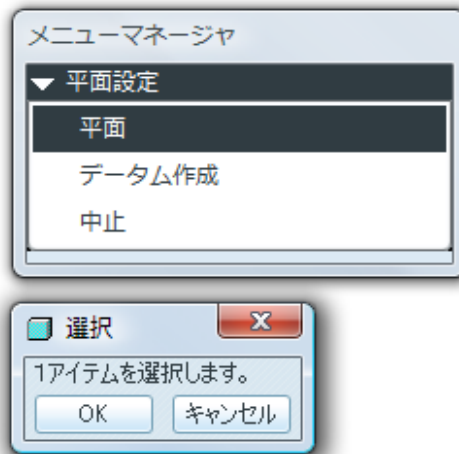 メニューマネージャ
平面設定
平面
データム作成
中止
選択
1アイテムを選択します。
OK キャンセル